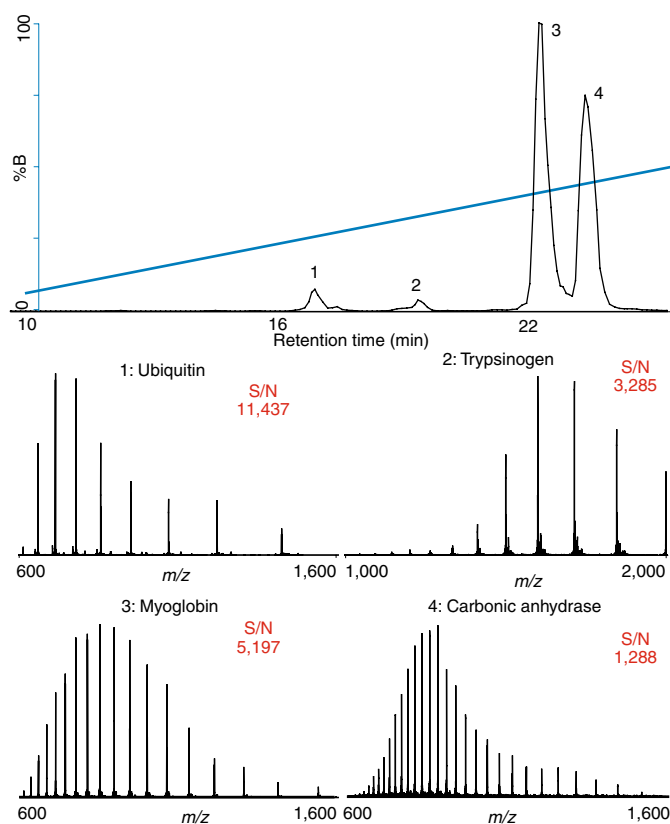 100
%B
0
3
4
1
2
10 16 22
Retention time (min)
1: Ubiquitin
S/N
11,437
600 m/z 1,600
2: Trypsinogen
S/N
3,285
1,000 m/z 2,000
3: Myoglobin
S/N
5,197
600 m/z 1,600
4: Carbonic anhydrase
S/N
1,288
600 m/z 1,600